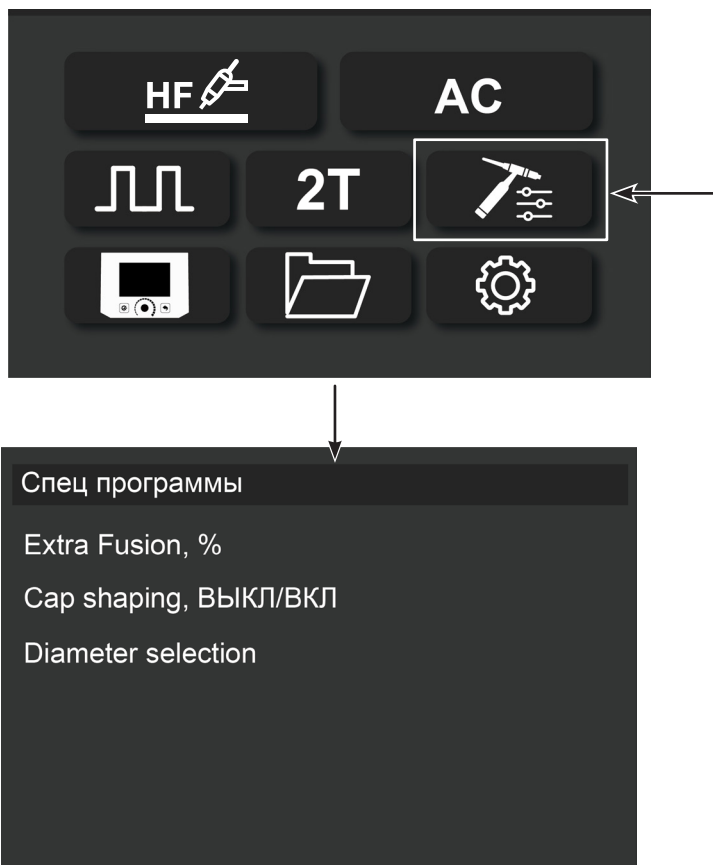 HF
AC
2T
Спец программы
Extra Fusion, %
Cap shaping, ВЫКЛ/ВКЛ
Diameter selection